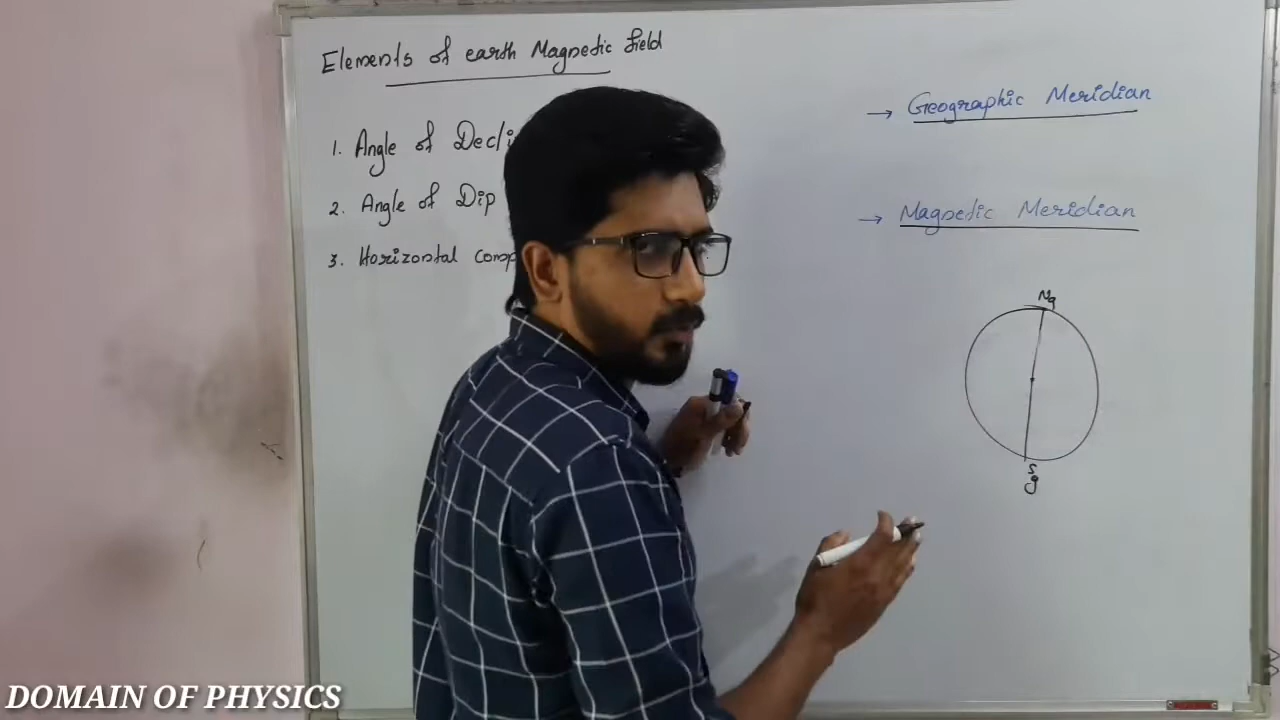 Elements of earth Magnetic field
1. Angle of Decli
2. Angle of Dip
3. Horizontal comp
→ Geographic Meridian
→ Magnetic Meridian
Ng
Sg
DOMAIN OF PHYSICS